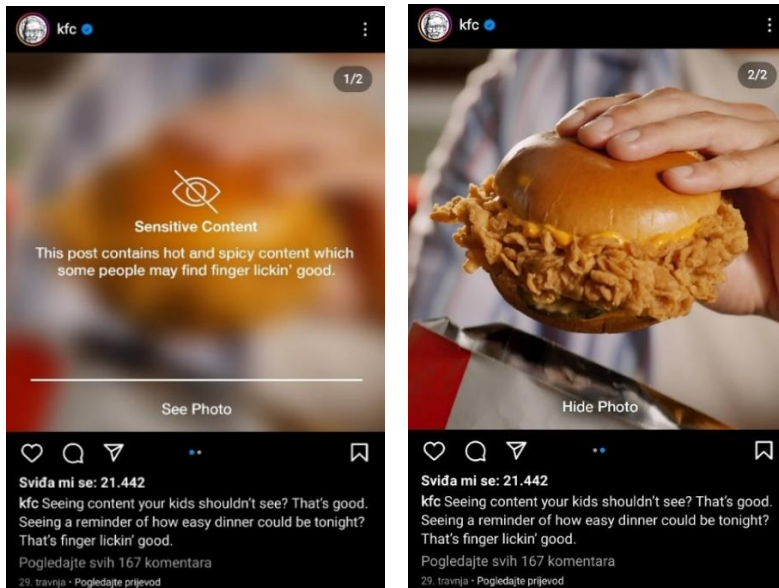 kfc
1/2
Sensitive Content
This post contains hot and spicy content which
some people may find finger lickin' good.
See Photo
Sviđa mi se: 21.442
kfc Seeing content your kids shouldn't see? That's good.
Seeing a reminder of how easy dinner could be tonight?
That's finger lickin' good.
Pogledajte svih 167 komentara
29. travnja • Pogledajte prijevod
kfc
2/2
Hide Photo
Sviđa mi se: 21.442
kfc Seeing content your kids shouldn't see? That's good.
Seeing a reminder of how easy dinner could be tonight?
That's finger lickin' good.
Pogledajte svih 167 komentara
29. travnja • Pogledajte prijevod